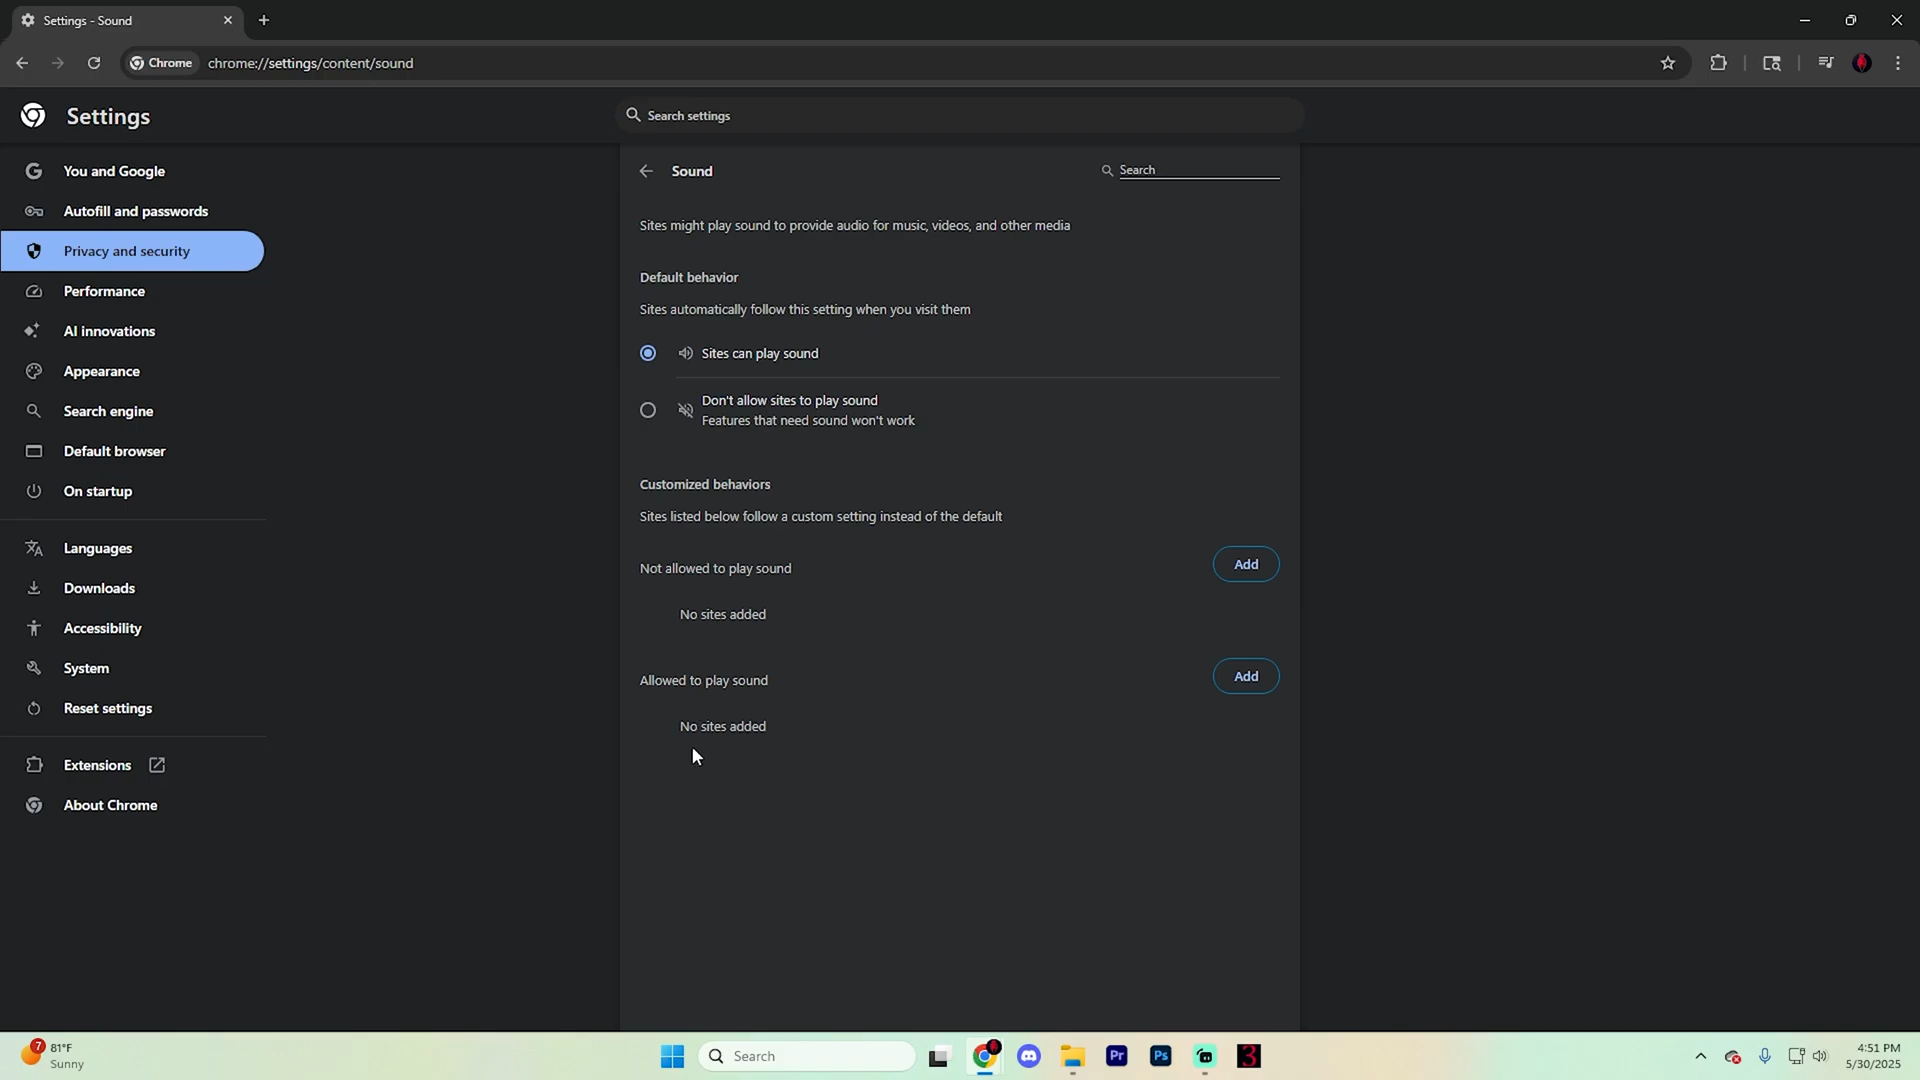 Settings - Sound
Chrome chrome://settings/content/sound
Settings
Search settings
You and Google
Autofill and passwords
Privacy and security
Performance
AI innovations
Appearance
Search engine
Default browser
On startup
Languages
Downloads
Accessibility
System
Reset settings
Extensions
About Chrome
Sound
Search
Sites might play sound to provide audio for music, videos, and other media
Default behavior
Sites automatically follow this setting when you visit them
Sites can play sound
Don't allow sites to play sound
Features that need sound won't work
Customized behaviors
Sites listed below follow a custom setting instead of the default
Not allowed to play sound
Add
No sites added
Allowed to play sound
Add
No sites added
7
81°F
Sunny
Search
Pr
Ps
3
4:51 PM
5/30/2025